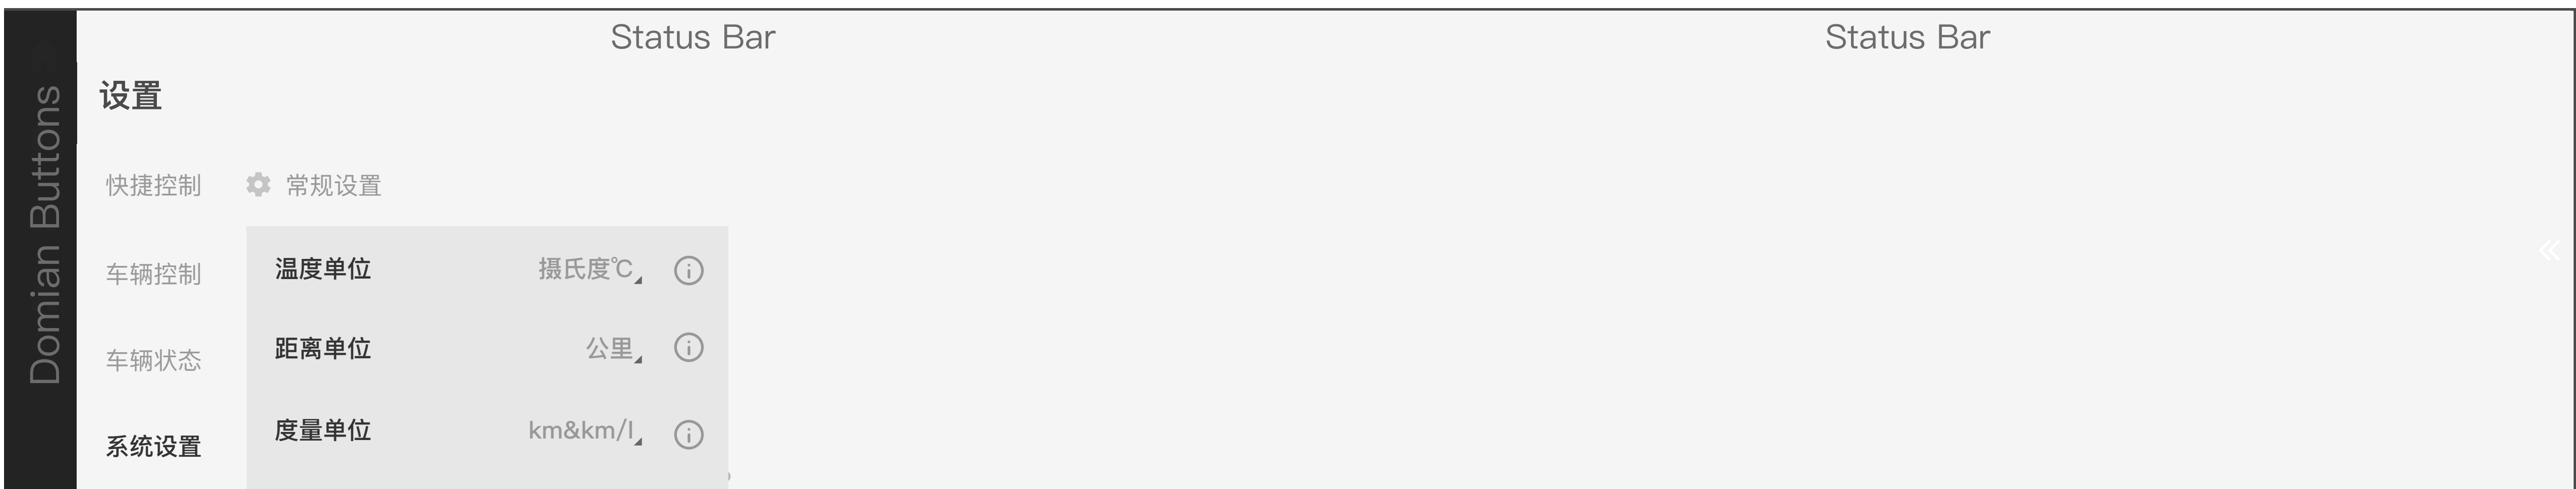 Status Bar
Status Bar
Domian Buttons
设置
快捷控制
常规设置
车辆控制
温度单位
摄氏度℃
车辆状态
距离单位
公里
系统设置
度量单位
km&km/l